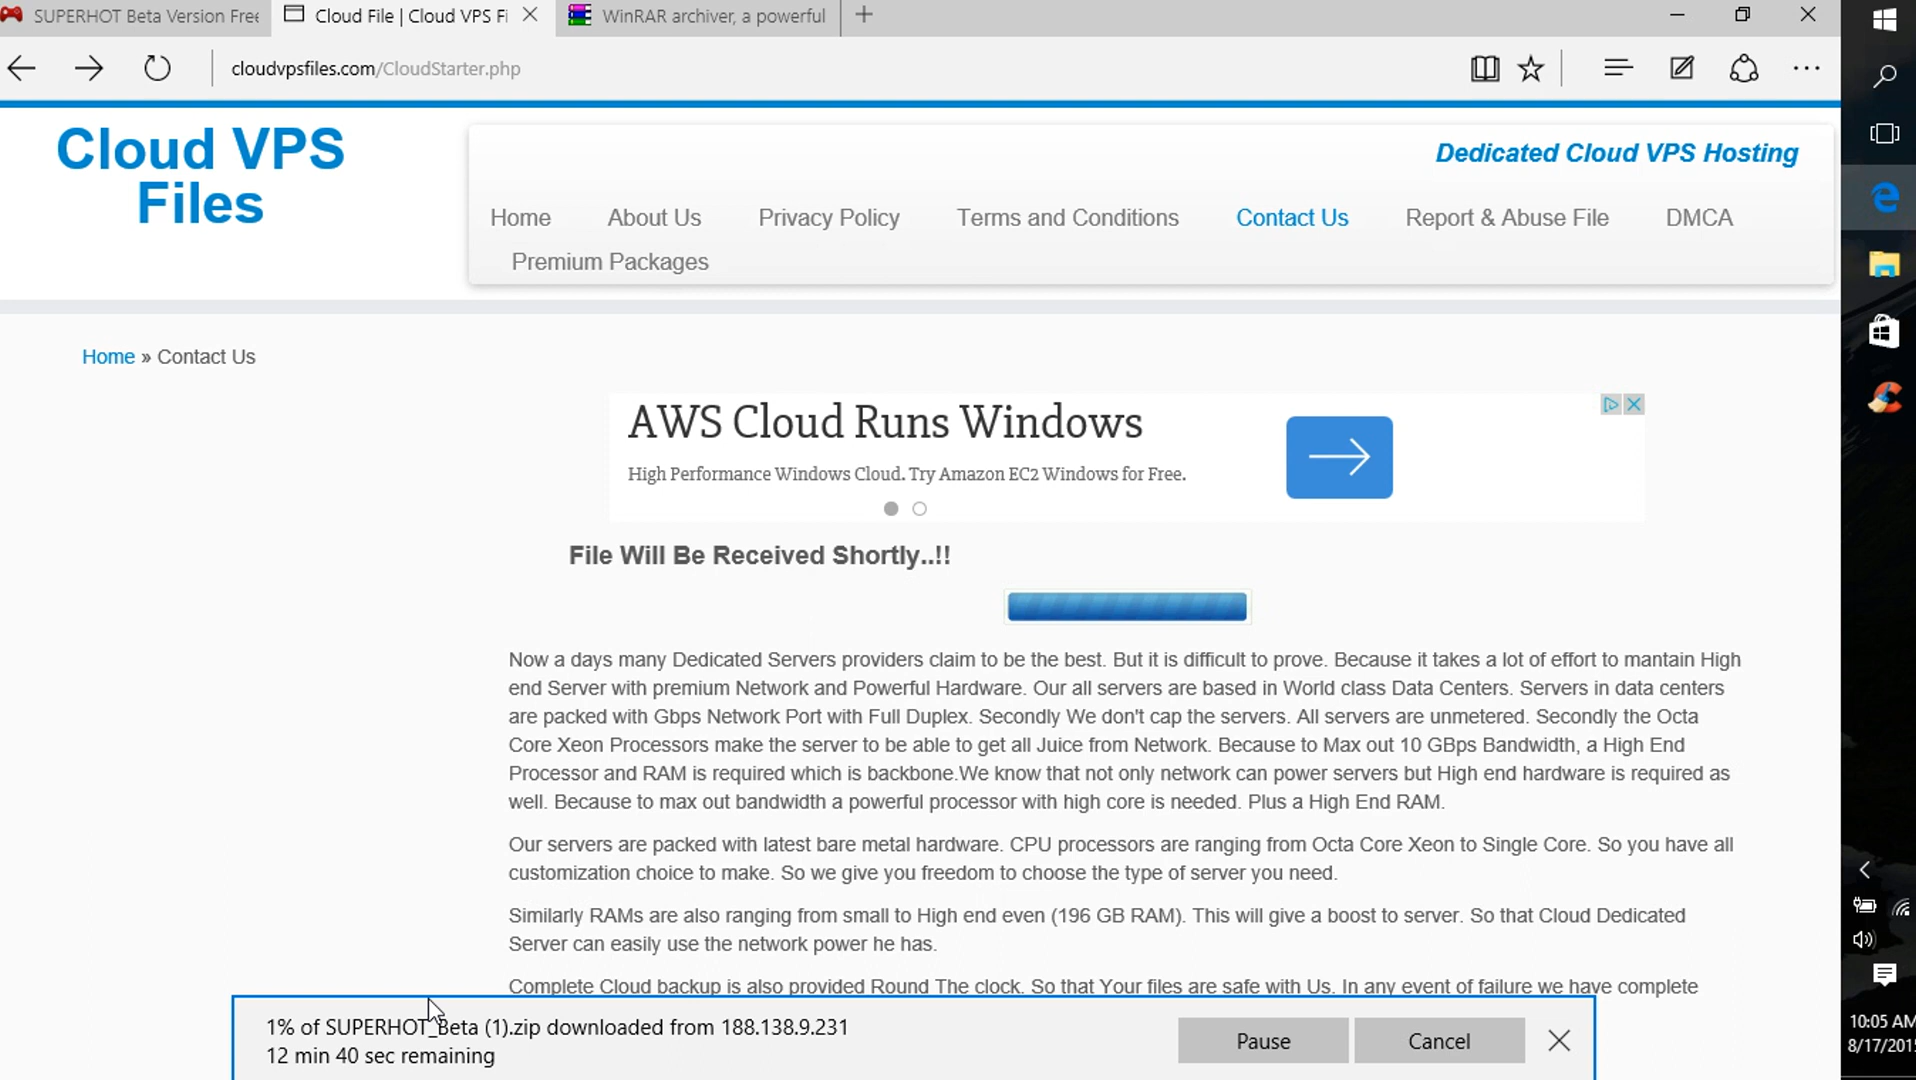 SUPERHOT Beta Version Free
Cloud File | Cloud VPS Fi
WinRAR archiver, a powerful
cloudvpsfiles.com/CloudStarter.php
Cloud VPS
Files
Dedicated Cloud VPS Hosting
Home
About Us
Privacy Policy
Terms and Conditions
Contact Us
Report & Abuse File
DMCA
Premium Packages
Home » Contact Us
AWS Cloud Runs Windows
High Performance Windows Cloud. Try Amazon EC2 Windows for Free.
File Will Be Received Shortly..!!
Now a days many Dedicated Servers providers claim to be the best. But it is difficult to prove. Because it takes a lot of effort to mantain High
end Server with premium Network and Powerful Hardware. Our all servers are based in World class Data Centers. Servers in data centers
are packed with Gbps Network Port with Full Duplex. Secondly We don't cap the servers. All servers are unmetered. Secondly the Octa
Core Xeon Processors make the server to be able to get all Juice from Network. Because to Max out 10 GBps Bandwidth, a High End
Processor and RAM is required which is backbone.We know that not only network can power servers but High end hardware is required as
well. Because to max out bandwidth a powerful processor with high core is needed. Plus a High End RAM.
Our servers are packed with latest bare metal hardware. CPU processors are ranging from Octa Core Xeon to Single Core. So you have all
customization choice to make. So we give you freedom to choose the type of server you need.
Similarly RAMs are also ranging from small to High end even (196 GB RAM). This will give a boost to server. So that Cloud Dedicated
Server can easily use the network power he has.
Complete Cloud backup is also provided Round The clock. So that Your files are safe with Us. In any event of failure we have complete
1% of SUPERHOT_Beta (1).zip downloaded from 188.138.9.231
12 min 40 sec remaining
Pause
Cancel
10:05 AM
8/17/201